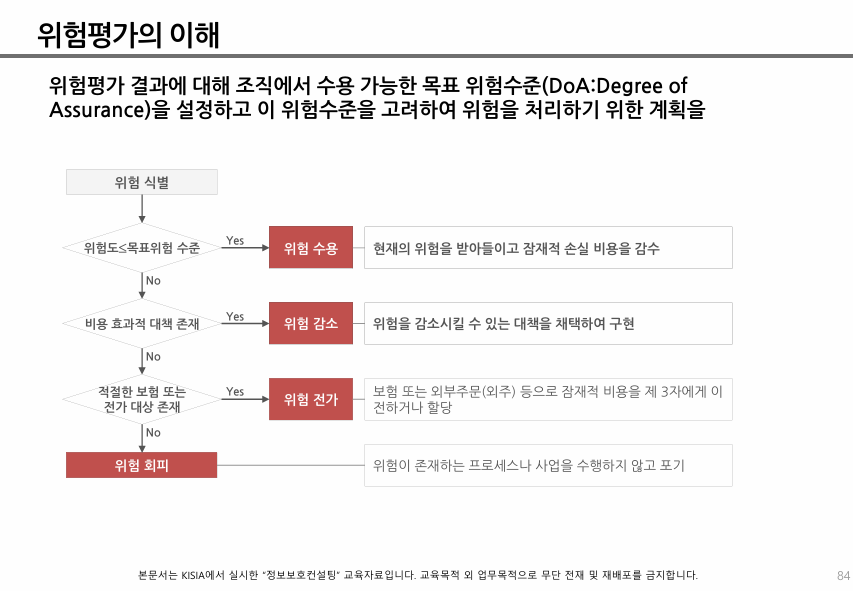 위험평가의 이해
위험평가 결과에 대해 조직에서 수용 가능한 목표 위험수준(DoA:Degree of
Assurance)을 설정하고 이 위험수준을 고려하여 위험을 처리하기 위한 계획을
위험 식별
위험도≤목표위험 수준
Yes
위험 수용
현재의 위험을 받아들이고 잠재적 손실 비용을 감수
No
비용 효과적 대책 존재
Yes
위험 감소
위험을 감소시킬 수 있는 대책을 채택하여 구현
No
적절한 보험 또는
전가 대상 존재
Yes
위험 전가
보험 또는 외부주문(외주) 등으로 잠재적 비용을 제 3자에게 이
전하거나 할당
No
위험 회피
위험이 존재하는 프로세스나 사업을 수행하지 않고 포기
본문서는 KISIA에서 실시한 “정보보호컨설팅” 교육자료입니다. 교육목적 외 업무목적으로 무단 전재 및 재배포를 금지합니다.
84